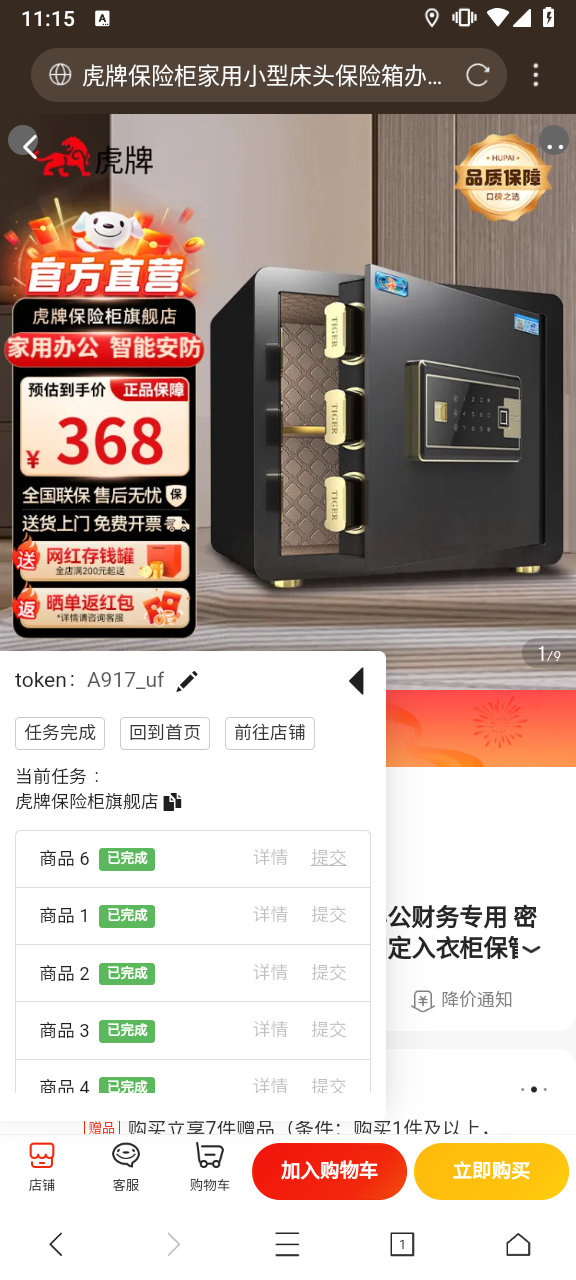 11:15
A
虎牌保险柜家用小型床头保险箱办...
虎牌
HUPAI
品质保障
口碑之选
官方直营
虎牌保险柜旗舰店
家用办公 智能安防
预估到手价 正品保障
¥ 368
全国联保 售后无忧 保
送货上门 免费开票
送 网红存钱罐
全店满200元起送
返 晒单返红包
*详情请咨询客服
TIGER
TIGER
TIGER
1/9
token： A917_uf
任务完成 回到首页 前往店铺
当前任务：
虎牌保险柜旗舰店
商品 6 已完成 详情 提交
商品 1 已完成 详情 提交
商品 2 已完成 详情 提交
商品 3 已完成 详情 提交
商品 4 已完成 详情 提交
公财务专用 密
定入衣柜保管
降价通知
赠品 购买立享7件赠品（条件：购买1件及以上，...
店铺 客服 购物车 加入购物车 立即购买
1